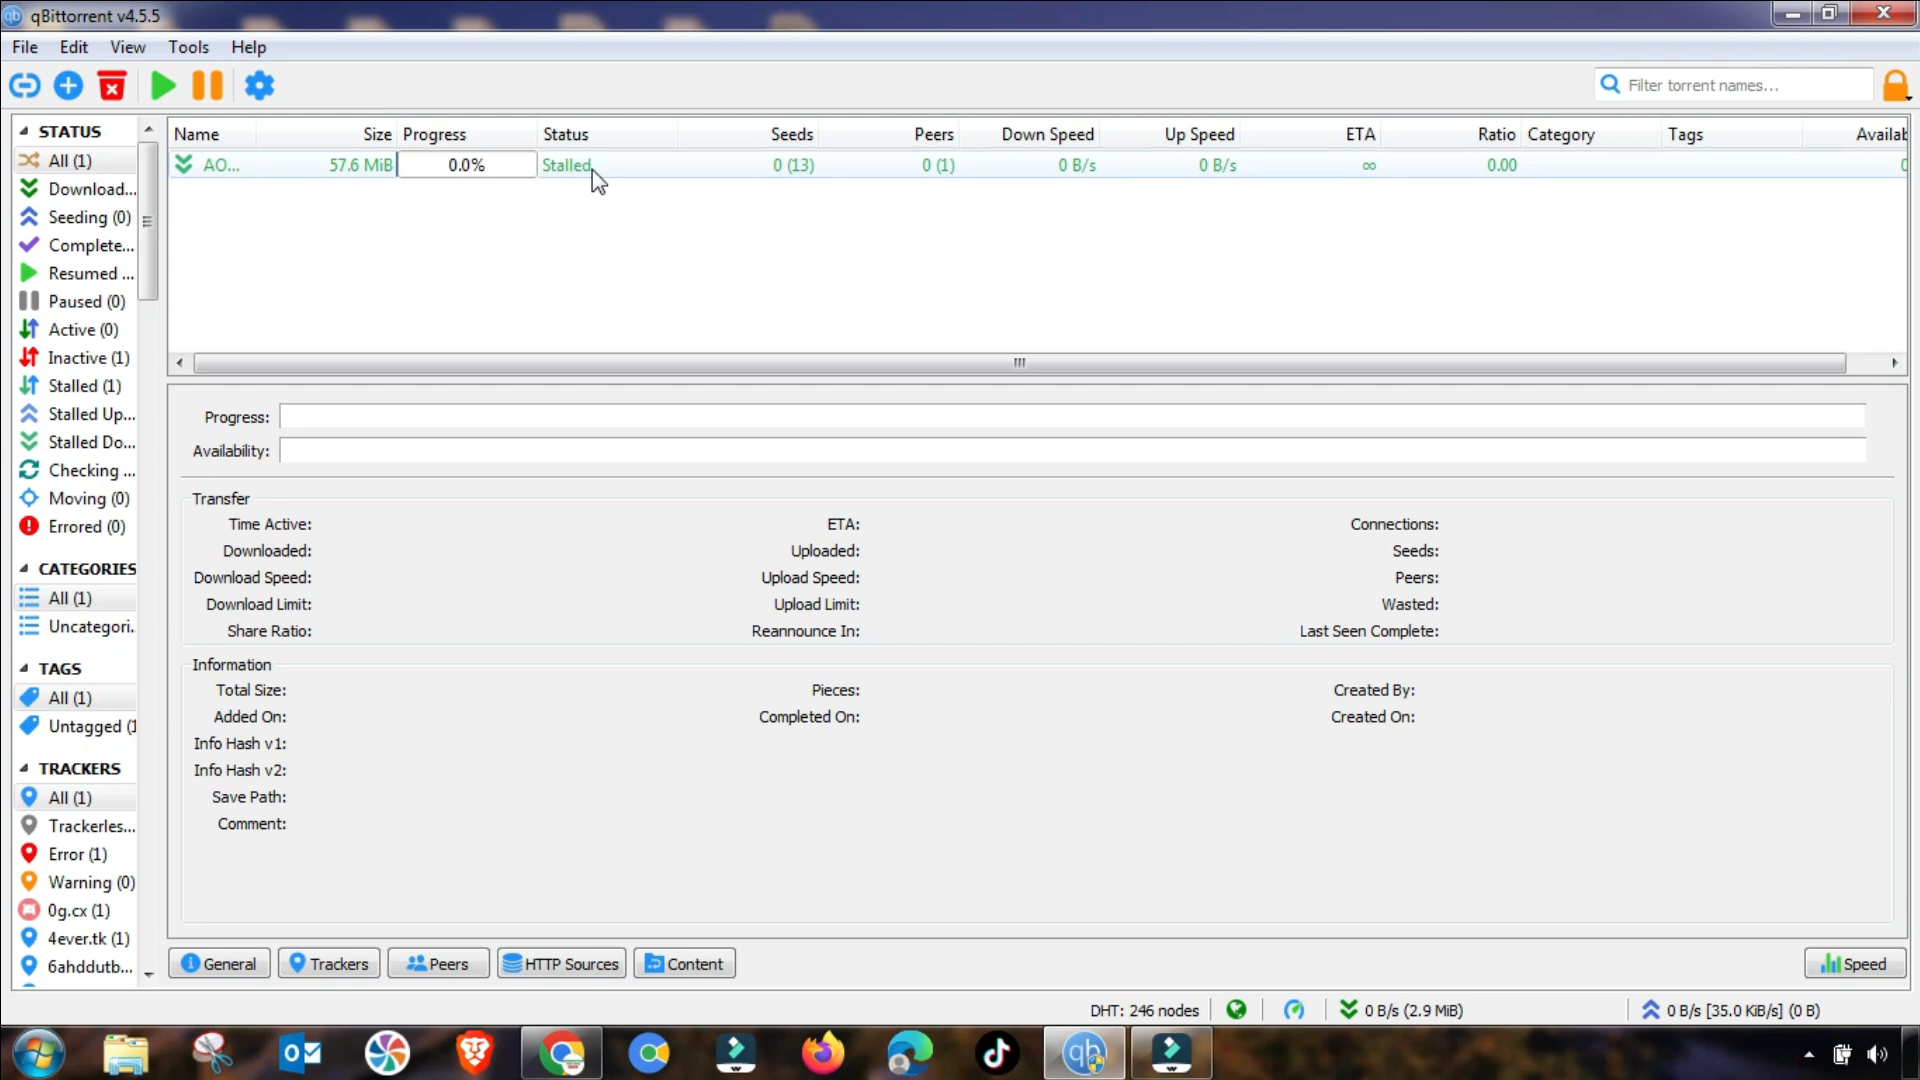 qBittorrent v4.5.5
File Edit View Tools Help
Filter torrent names...
STATUS
All (1)
Download...
Seeding (0)
Complete...
Resumed ...
Paused (0)
Active (0)
Inactive (1)
Stalled (1)
Stalled Up...
Stalled Do...
Checking ...
Moving (0)
Errored (0)
CATEGORIES
All (1)
Uncategori.
TAGS
All (1)
Untagged (1
TRACKERS
All (1)
Trackerles...
Error (1)
Warning (0)
0g.cx (1)
4ever.tk (1)
6ahddutb...
Name Size Progress Status Seeds Peers Down Speed Up Speed ETA Ratio Category Tags Availab
AO... 57.6 MiB 0.0% Stalled 0 (13) 0 (1) 0 B/s 0 B/s ∞ 0.00 0
Progress:
Availability:
Transfer
Time Active: ETA: Connections:
Downloaded: Uploaded: Seeds:
Download Speed: Upload Speed: Peers:
Download Limit: Upload Limit: Wasted:
Share Ratio: Reannounce In: Last Seen Complete:
Information
Total Size: Pieces: Created By:
Added On: Completed On: Created On:
Info Hash v1:
Info Hash v2:
Save Path:
Comment:
General Trackers Peers HTTP Sources Content Speed
DHT: 246 nodes 0 B/s (2.9 MiB) 0 B/s [35.0 KiB/s] (0 B)